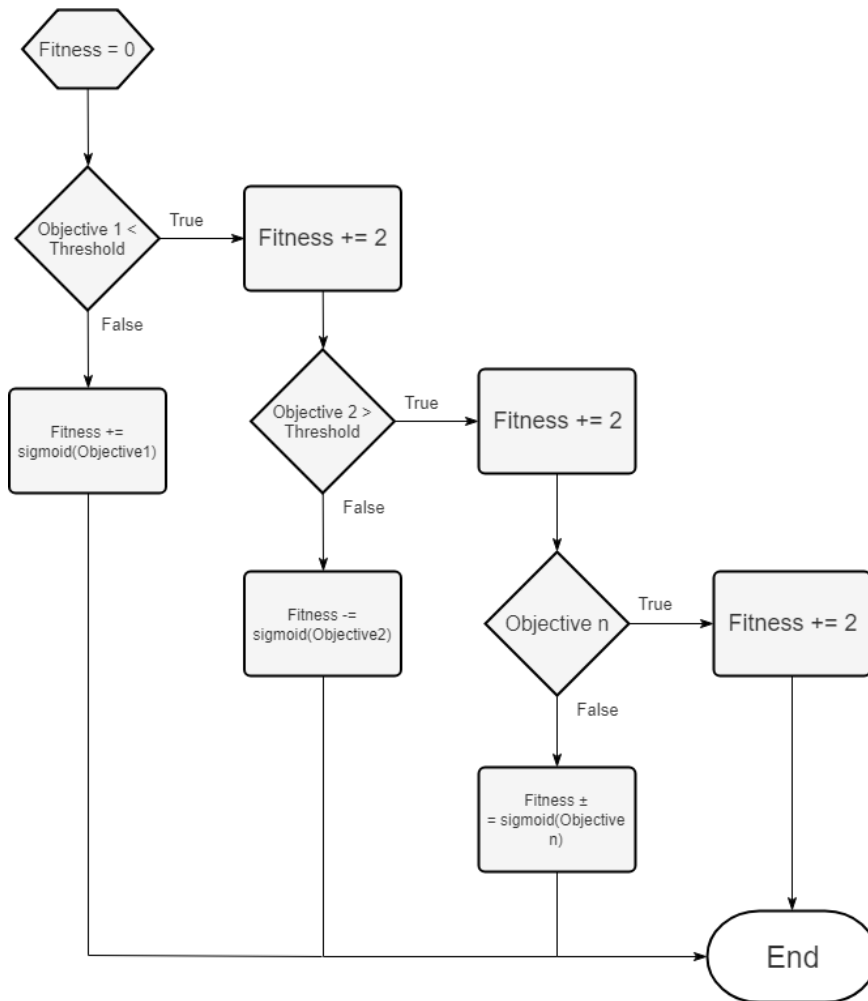 Fitness = 0
Objective 1 <
Threshold
True
Fitness += 2
False
Fitness +=
sigmoid(Objective1)
Objective 2 >
Threshold
True
Fitness += 2
False
Fitness -=
sigmoid(Objective2)
Objective n
True
Fitness += 2
False
Fitness ±
= sigmoid(Objective
n)
End